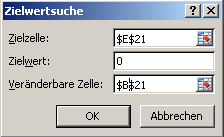 Zielwertsuche
Zielzelle: $E$21
Zielwert: 0
Veränderbare Zelle: $B$21
OK Abbrechen